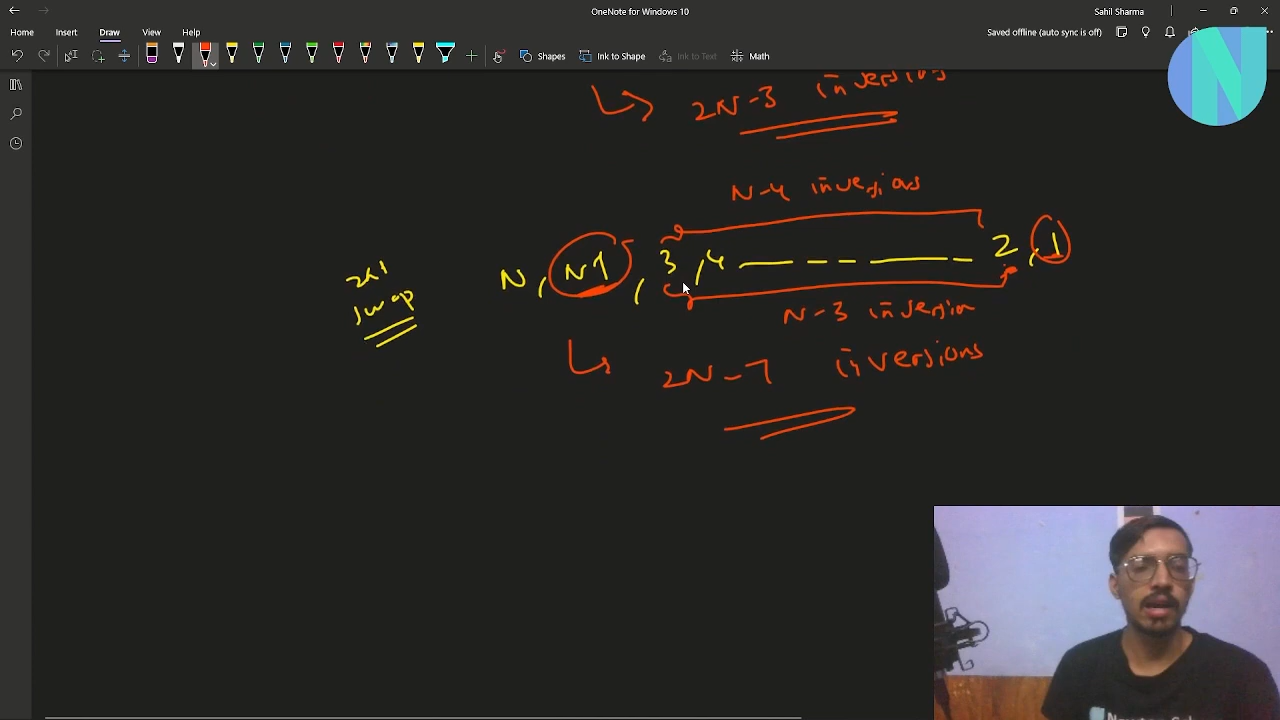 OneNote for Windows 10
Sahil Sharma
Home Insert Draw View Help
Saved offline (auto sync is off)
Shapes Ink to Shape Ink to Text Math
N
2N-3 inversions
N-4 inversions
N, N-1, 3, 4 2, 1
2nd
swap
N-3 inversion
2N-7 inversions